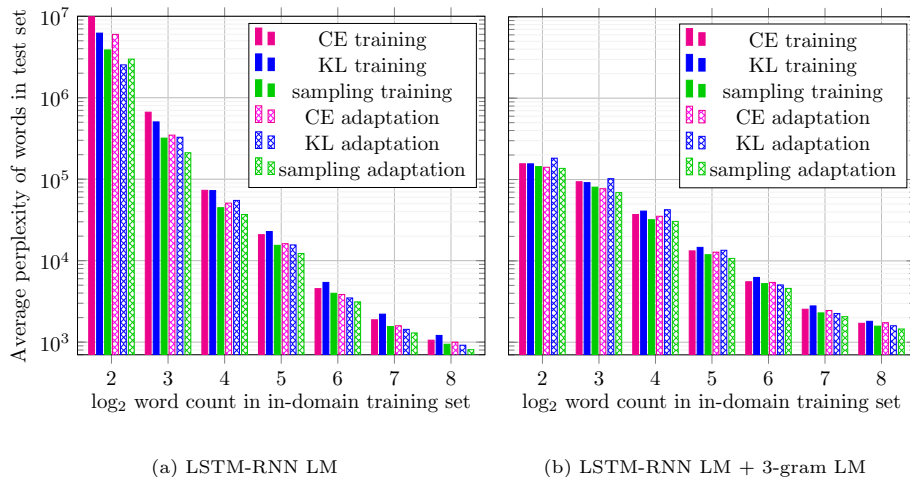 Average perplexity of words in test set
10^7
10^6
10^5
10^4
10^3
CE training
KL training
sampling training
CE adaptation
KL adaptation
sampling adaptation
2 3 4 5 6 7 8
log₂ word count in in-domain training set
(a) LSTM-RNN LM
CE training
KL training
sampling training
CE adaptation
KL adaptation
sampling adaptation
2 3 4 5 6 7 8
log₂ word count in in-domain training set
(b) LSTM-RNN LM + 3-gram LM